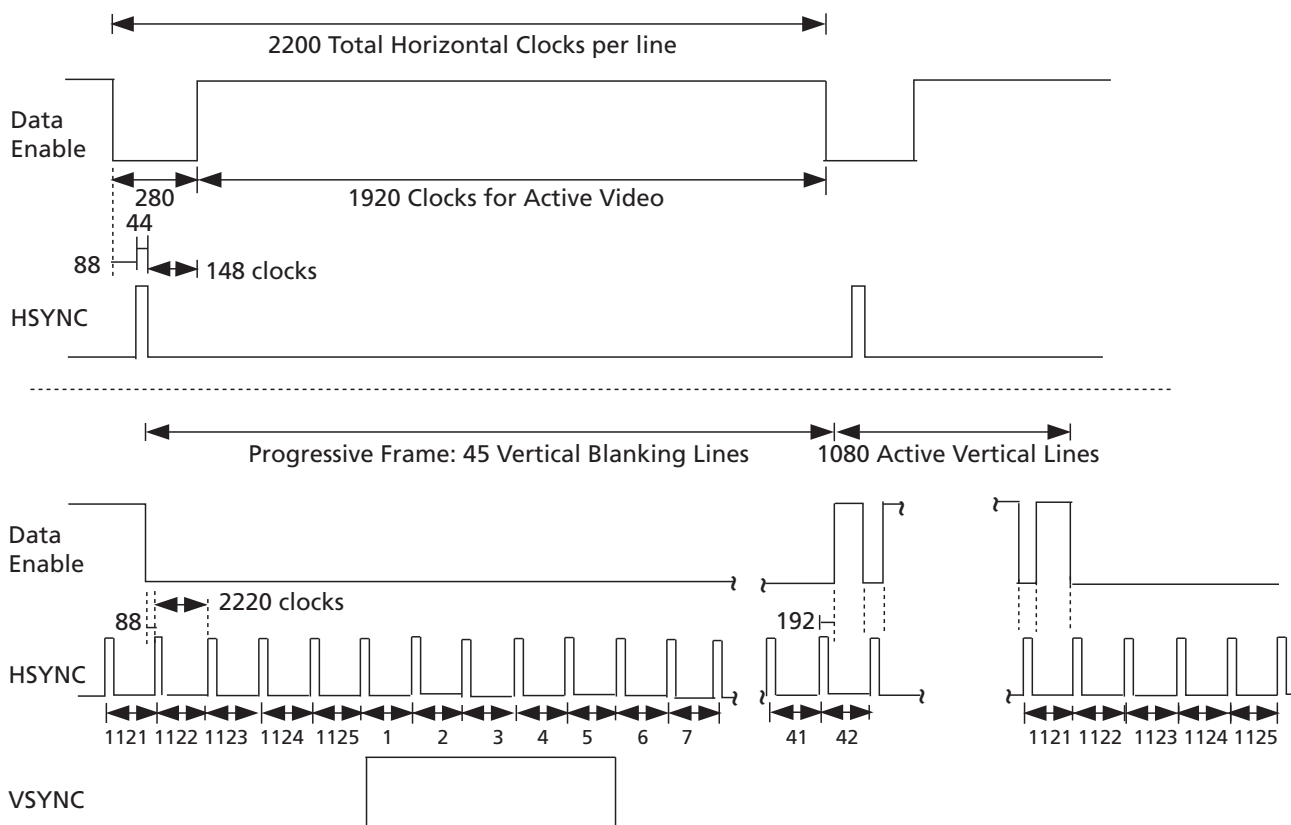 2200 Total Horizontal Clocks per line
Data
Enable
280
1920 Clocks for Active Video
44
88
148 clocks
HSYNC
Progressive Frame: 45 Vertical Blanking Lines
1080 Active Vertical Lines
Data
Enable
88
2220 clocks
192
HSYNC
1121 1122 1123 1124 1125 1 2 3 4 5 6 7 41 42 1121 1122 1123 1124 1125
VSYNC